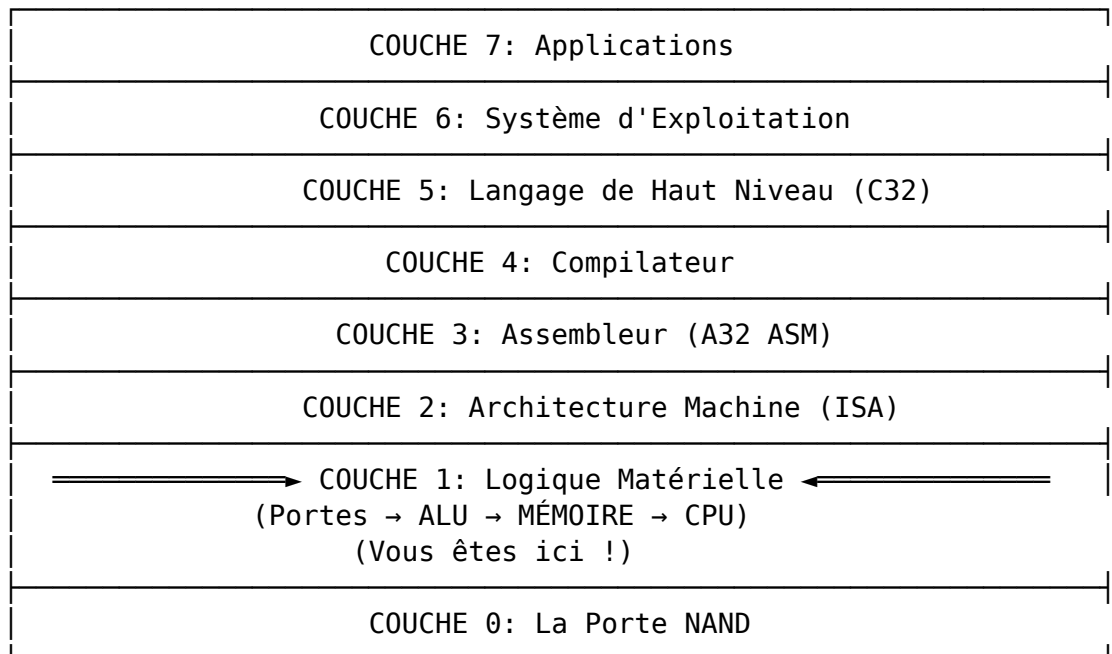 COUCHE 7: Applications
COUCHE 6: Système d'Exploitation
COUCHE 5: Langage de Haut Niveau (C32)
COUCHE 4: Compilateur
COUCHE 3: Assembleur (A32 ASM)
COUCHE 2: Architecture Machine (ISA)
COUCHE 1: Logique Matérielle
(Portes → ALU → MÉMOIRE → CPU)
(Vous êtes ici !)
COUCHE 0: La Porte NAND